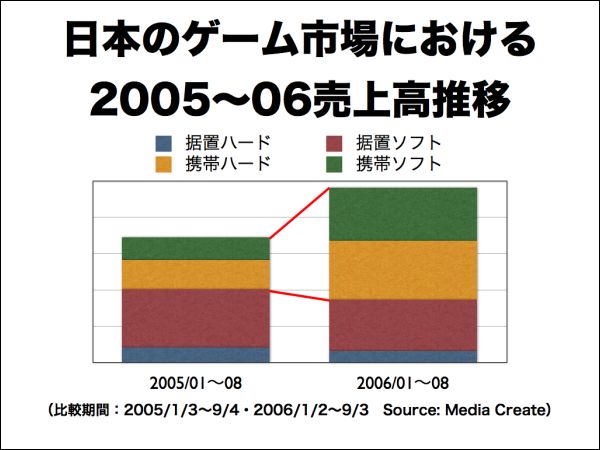 日本のゲーム市場における
2005〜06売上高推移
据置ハード 据置ソフト
携帯ハード 携帯ソフト
2005/01〜08 2006/01〜08
（比較期間：2005/1/3〜9/4・2006/1/2〜9/3 Source: Media Create）